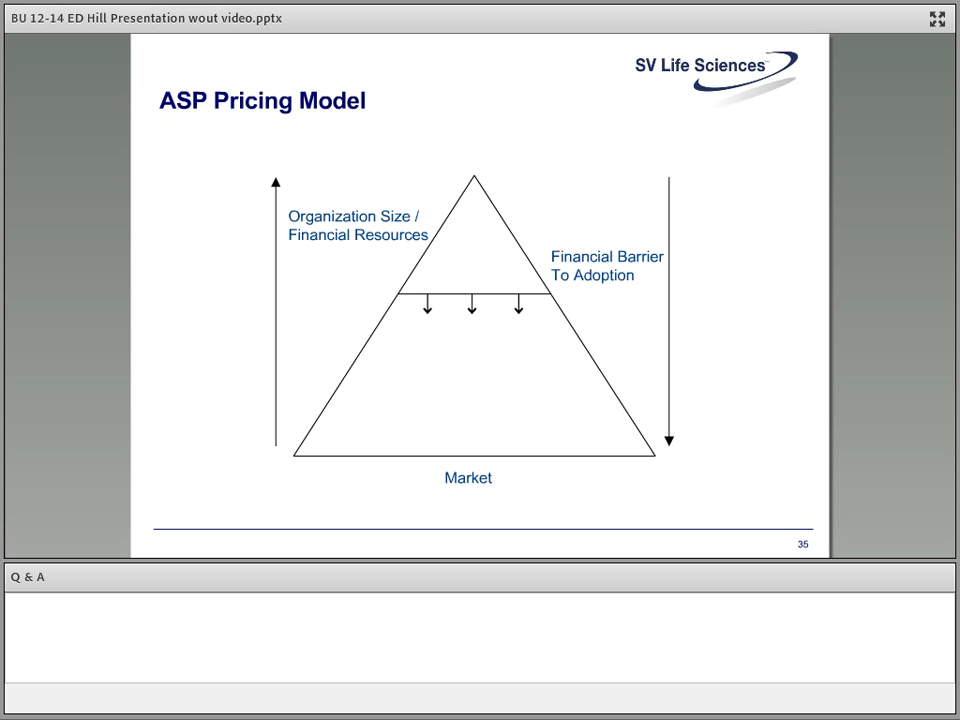 BU 12-14 ED Hill Presentation wout video.pptx
SV Life Sciences
ASP Pricing Model
Organization Size /
Financial Resources
Financial Barrier
To Adoption
Market
35
Q & A